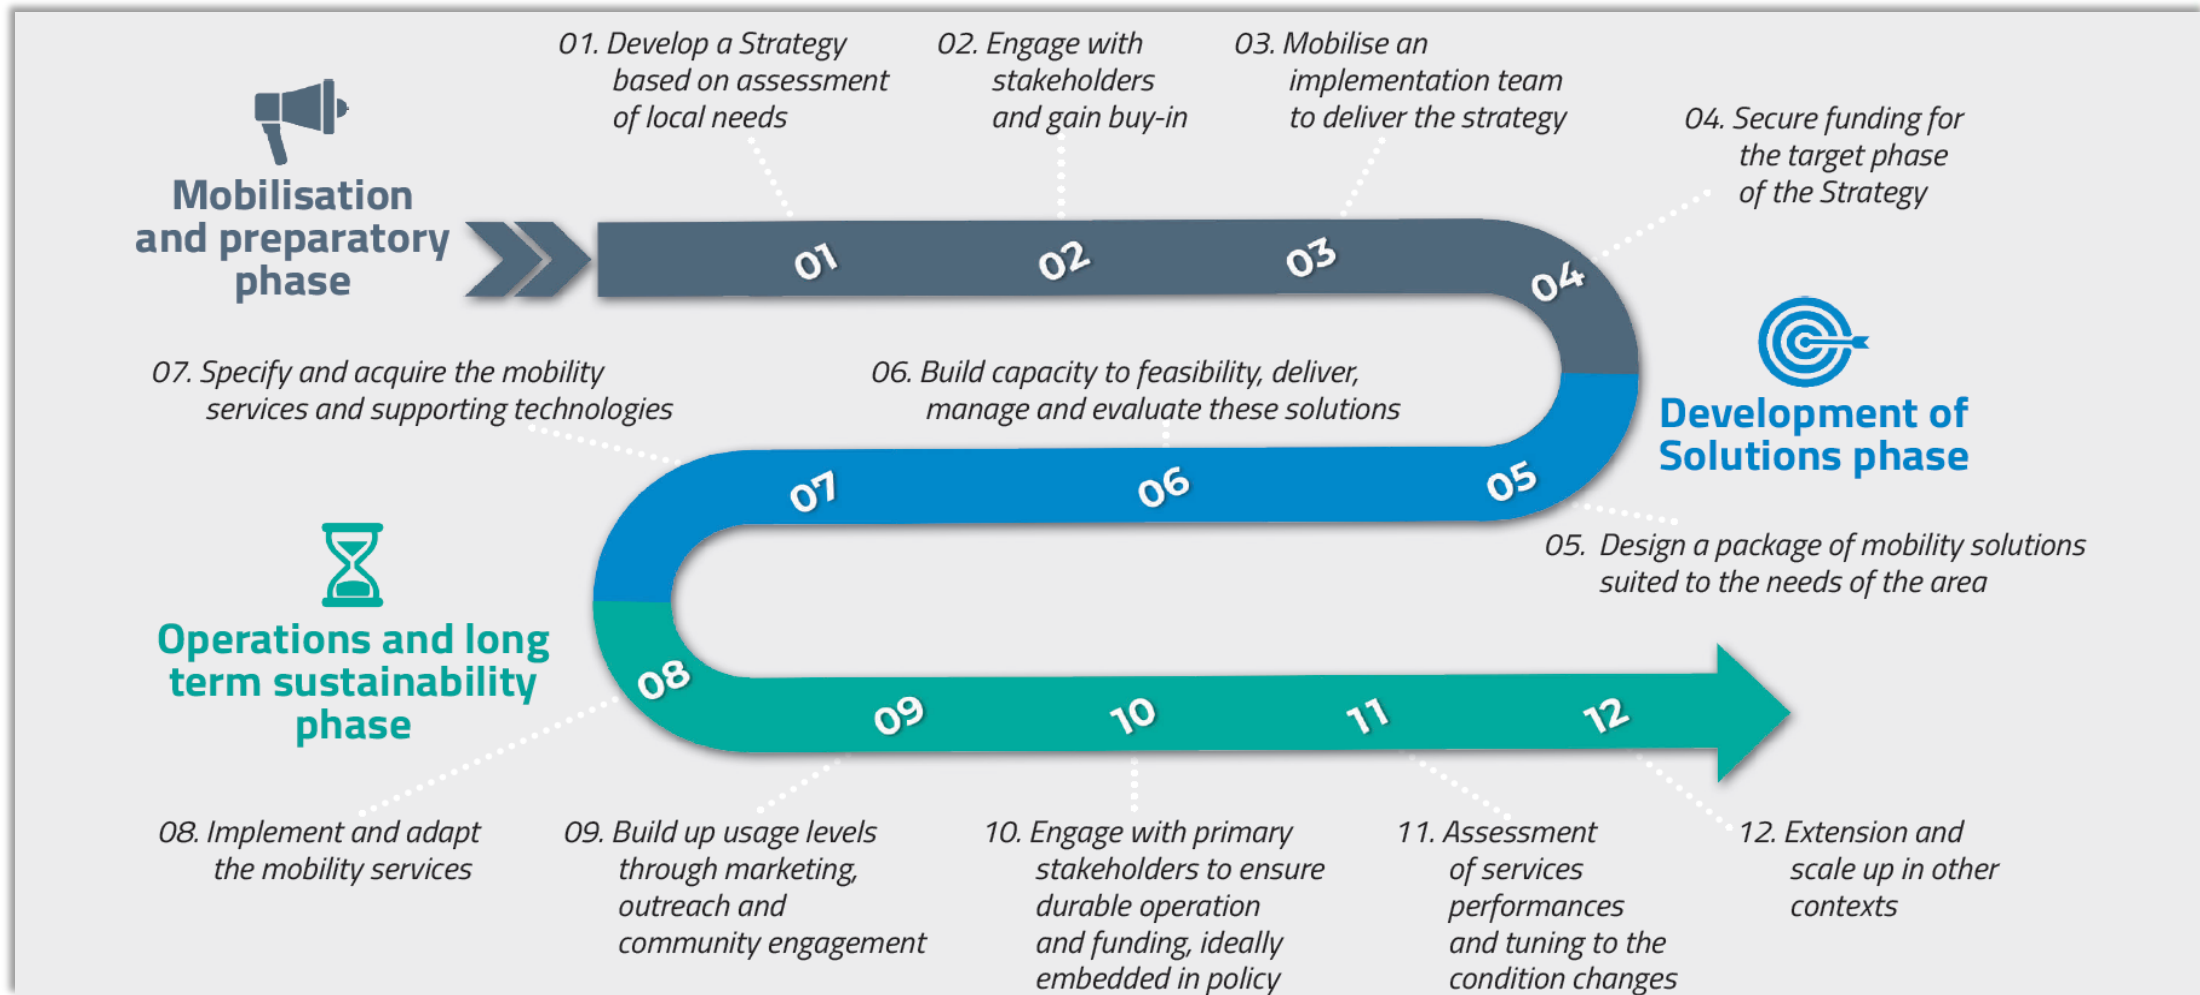 Mobilisation
and preparatory
phase
01. Develop a Strategy
based on assessment
of local needs
02. Engage with
stakeholders
and gain buy-in
03. Mobilise an
implementation team
to deliver the strategy
04. Secure funding for
the target phase
of the Strategy
01
02
03
04
Development of
Solutions phase
05. Design a package of mobility solutions
suited to the needs of the area
06. Build capacity to feasibility, deliver,
manage and evaluate these solutions
07. Specify and acquire the mobility
services and supporting technologies
05
06
07
Operations and long
term sustainability
phase
08
09
10
11
12
08. Implement and adapt
the mobility services
09. Build up usage levels
through marketing,
outreach and
community engagement
10. Engage with primary
stakeholders to ensure
durable operation
and funding, ideally
embedded in policy
11. Assessment
of services
performances
and tuning to the
condition changes
12. Extension and
scale up in other
contexts